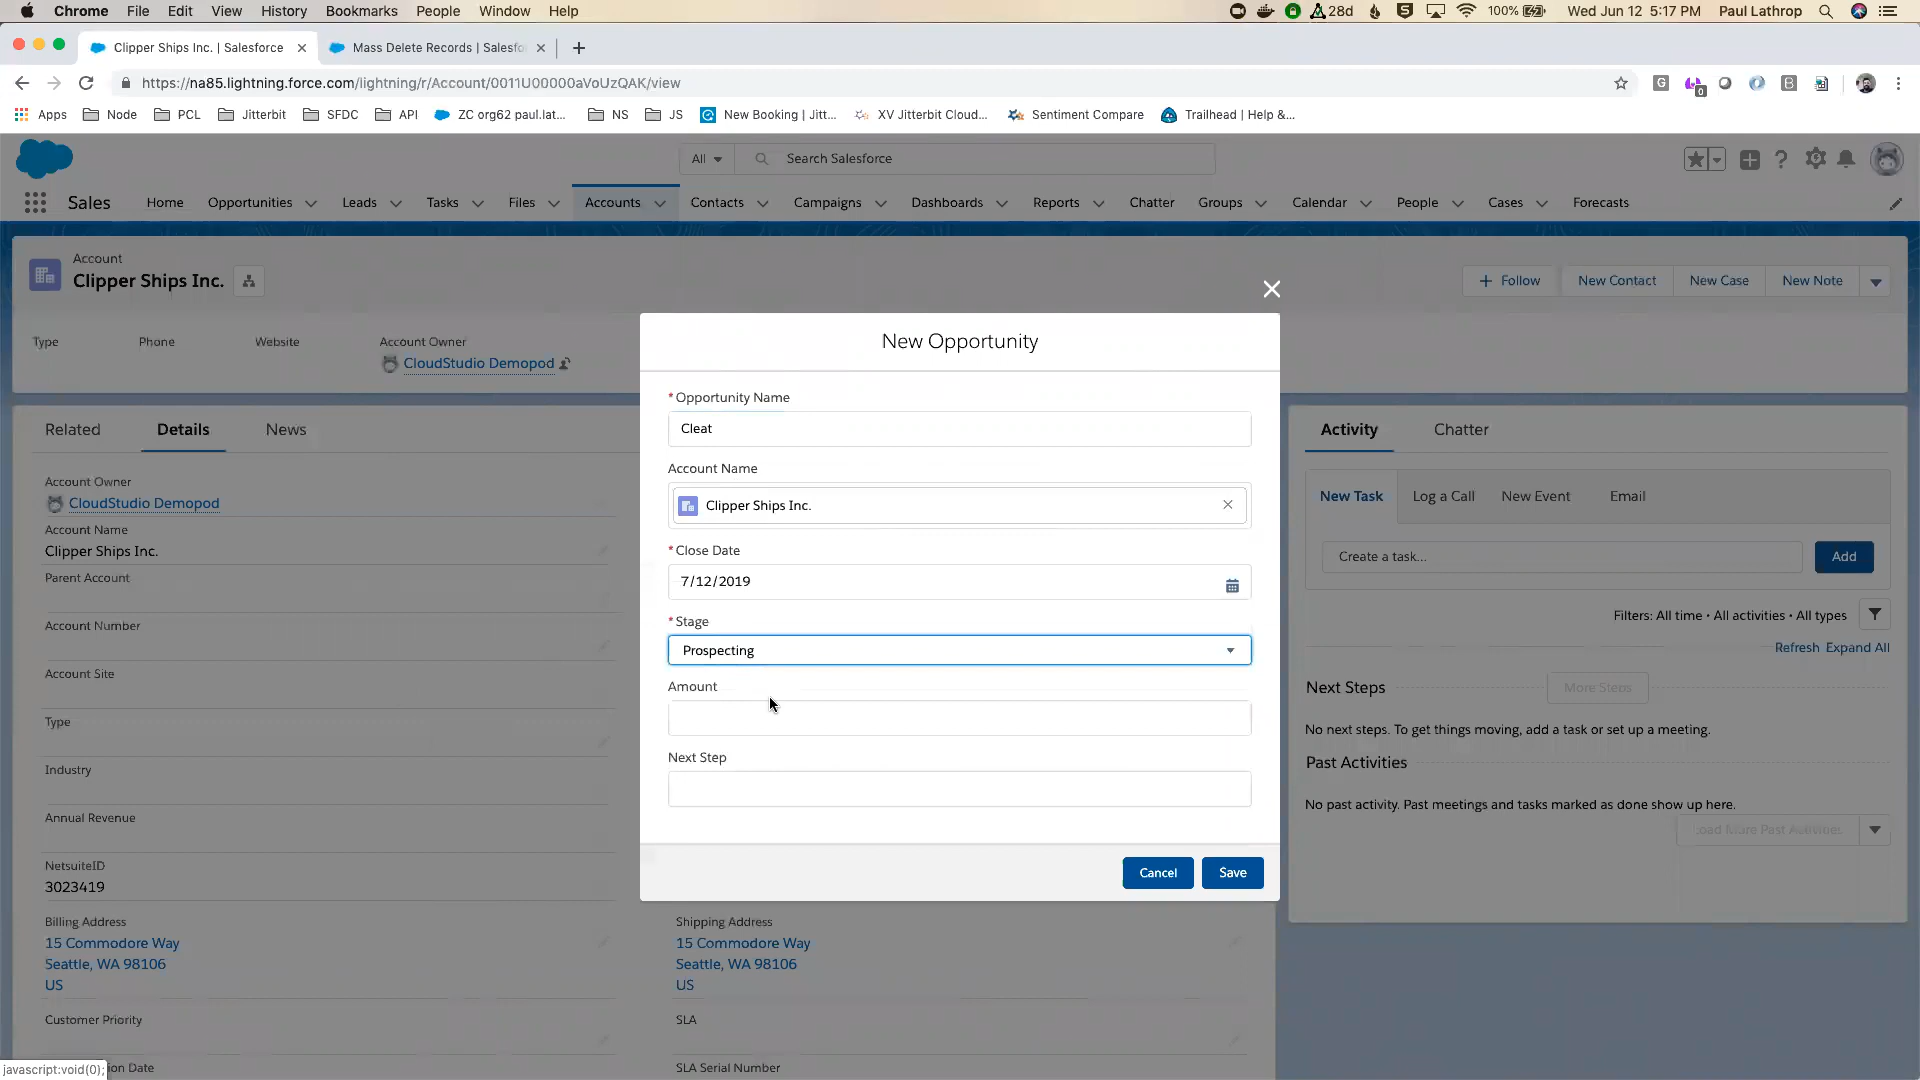 Chrome File Edit View History Bookmarks People Window Help
28d 100% Wed Jun 12 5:17 PM Paul Lathrop
Clipper Ships Inc. | Salesforce Mass Delete Records | Salesfo
https://na85.lightning.force.com/lightning/r/Account/0011U00000aVoUzQAK/view
Apps Node PCL Jitterbit SFDC API ZC org62 paul.lat... NS JS New Booking | Jitt... XV Jitterbit Cloud... Sentiment Compare Trailhead | Help &...
All Search Salesforce
Sales Home Opportunities Leads Tasks Files Accounts Contacts Campaigns Dashboards Reports Chatter Groups Calendar People Cases Forecasts
Account
Clipper Ships Inc.
+ Follow New Contact New Case New Note
Type Phone Website Account Owner
CloudStudio Demopod
Related Details News
Account Owner
CloudStudio Demopod
Account Name
Clipper Ships Inc.
Parent Account
Account Number
Account Site
Type
Industry
Annual Revenue
NetsuiteID
3023419
Billing Address
15 Commodore Way
Seattle, WA 98106
US
Customer Priority
ion Date
javascript:void(0);
Shipping Address
15 Commodore Way
Seattle, WA 98106
US
SLA
SLA Serial Number
New Opportunity
* Opportunity Name
Cleat
Account Name
Clipper Ships Inc.
* Close Date
7/12/2019
* Stage
Prospecting
Amount
Next Step
Cancel Save
Activity Chatter
New Task Log a Call New Event Email
Create a task... Add
Filters: All time • All activities • All types
Refresh Expand All
Next Steps More Steps
No next steps. To get things moving, add a task or set up a meeting.
Past Activities
No past activity. Past meetings and tasks marked as done show up here.
Load More Past Activities